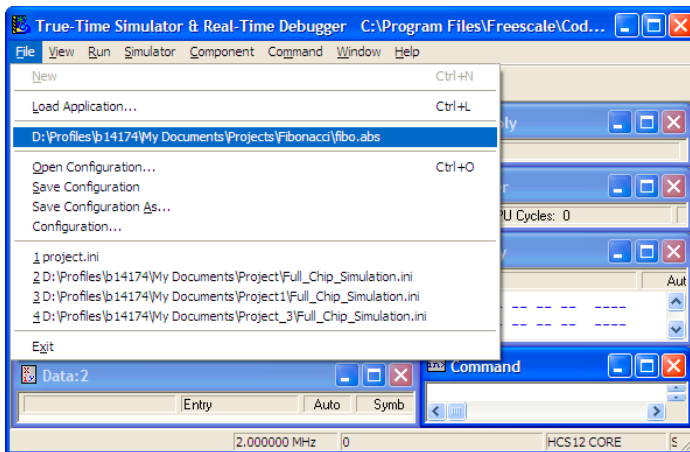 True-Time Simulator & Real-Time Debugger C:\Program Files\Freescale\Cod...
File View Run Simulator Component Command Window Help
New Ctrl+N
Load Application... Ctrl+L
D:\Profiles\b14174\My Documents\Projects\Fibonacci\fibo.abs
Open Configuration... Ctrl+O
Save Configuration
Save Configuration As...
Configuration...
1 project.ini
2 D:\Profiles\b14174\My Documents\Project\Full_Chip_Simulation.ini
3 D:\Profiles\b14174\My Documents\Project1\Full_Chip_Simulation.ini
4 D:\Profiles\b14174\My Documents\Project_3\Full_Chip_Simulation.ini
Exit
ly
r
PU Cycles: 0
y
Aut
-- -- -- ----
-- -- -- ----
Data:2
Entry Auto Symb
Command
in>
2.000000 MHz 0 HCS12 CORE S